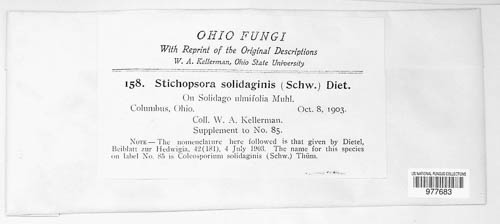 OHIO FUNGI
With Reprint of the Original Descriptions
W. A. Kellerman, Ohio State University
158. Stichopsora solidaginis (Schw.) Diet.
On Solidago ulmifolia Muhl.
Columbus, Ohio. Oct. 8, 1903.
Coll. W. A. Kellerman.
Supplement to No. 85.
NOTE—The nomenclature here followed is that given by Dietel,
Beiblatt zur Hedwigia, 42(181), 4 July 1903. The name for this species
on label No. 85 is Coleosporium solidaginis (Schw.) Thüm.
US NATIONAL FUNGUS COLLECTIONS
977683